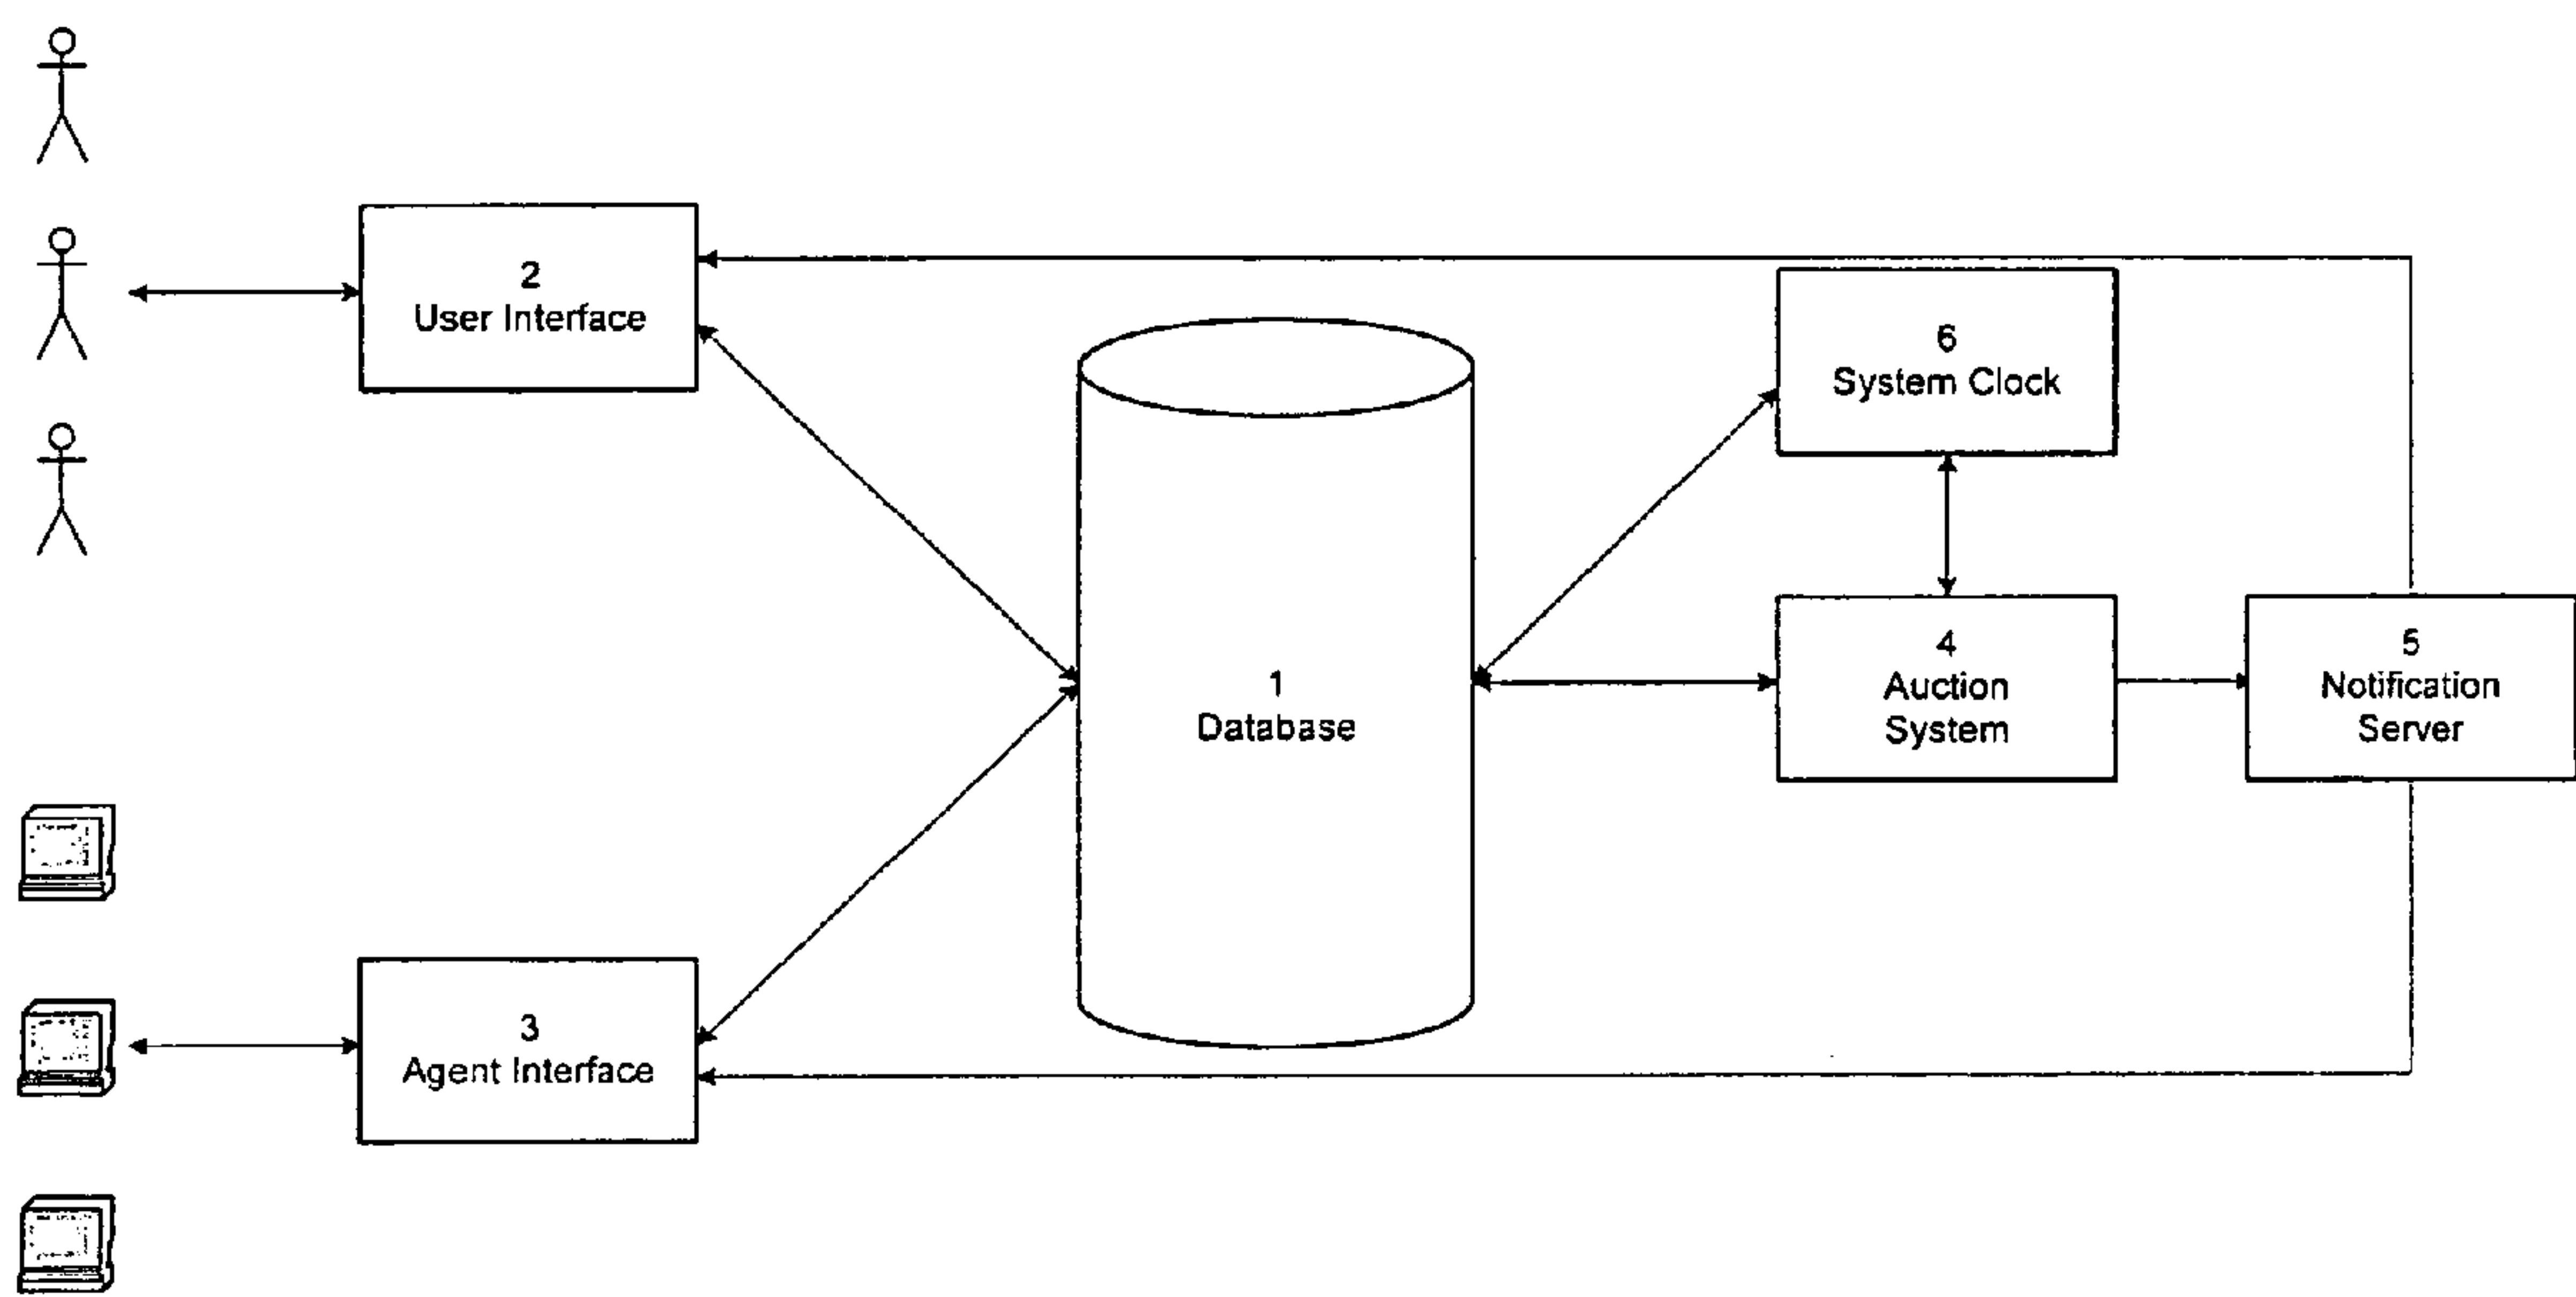 2
User Interface
6
System Clock
1
Database
4
Auction
System
5
Notification
Server
3
Agent Interface